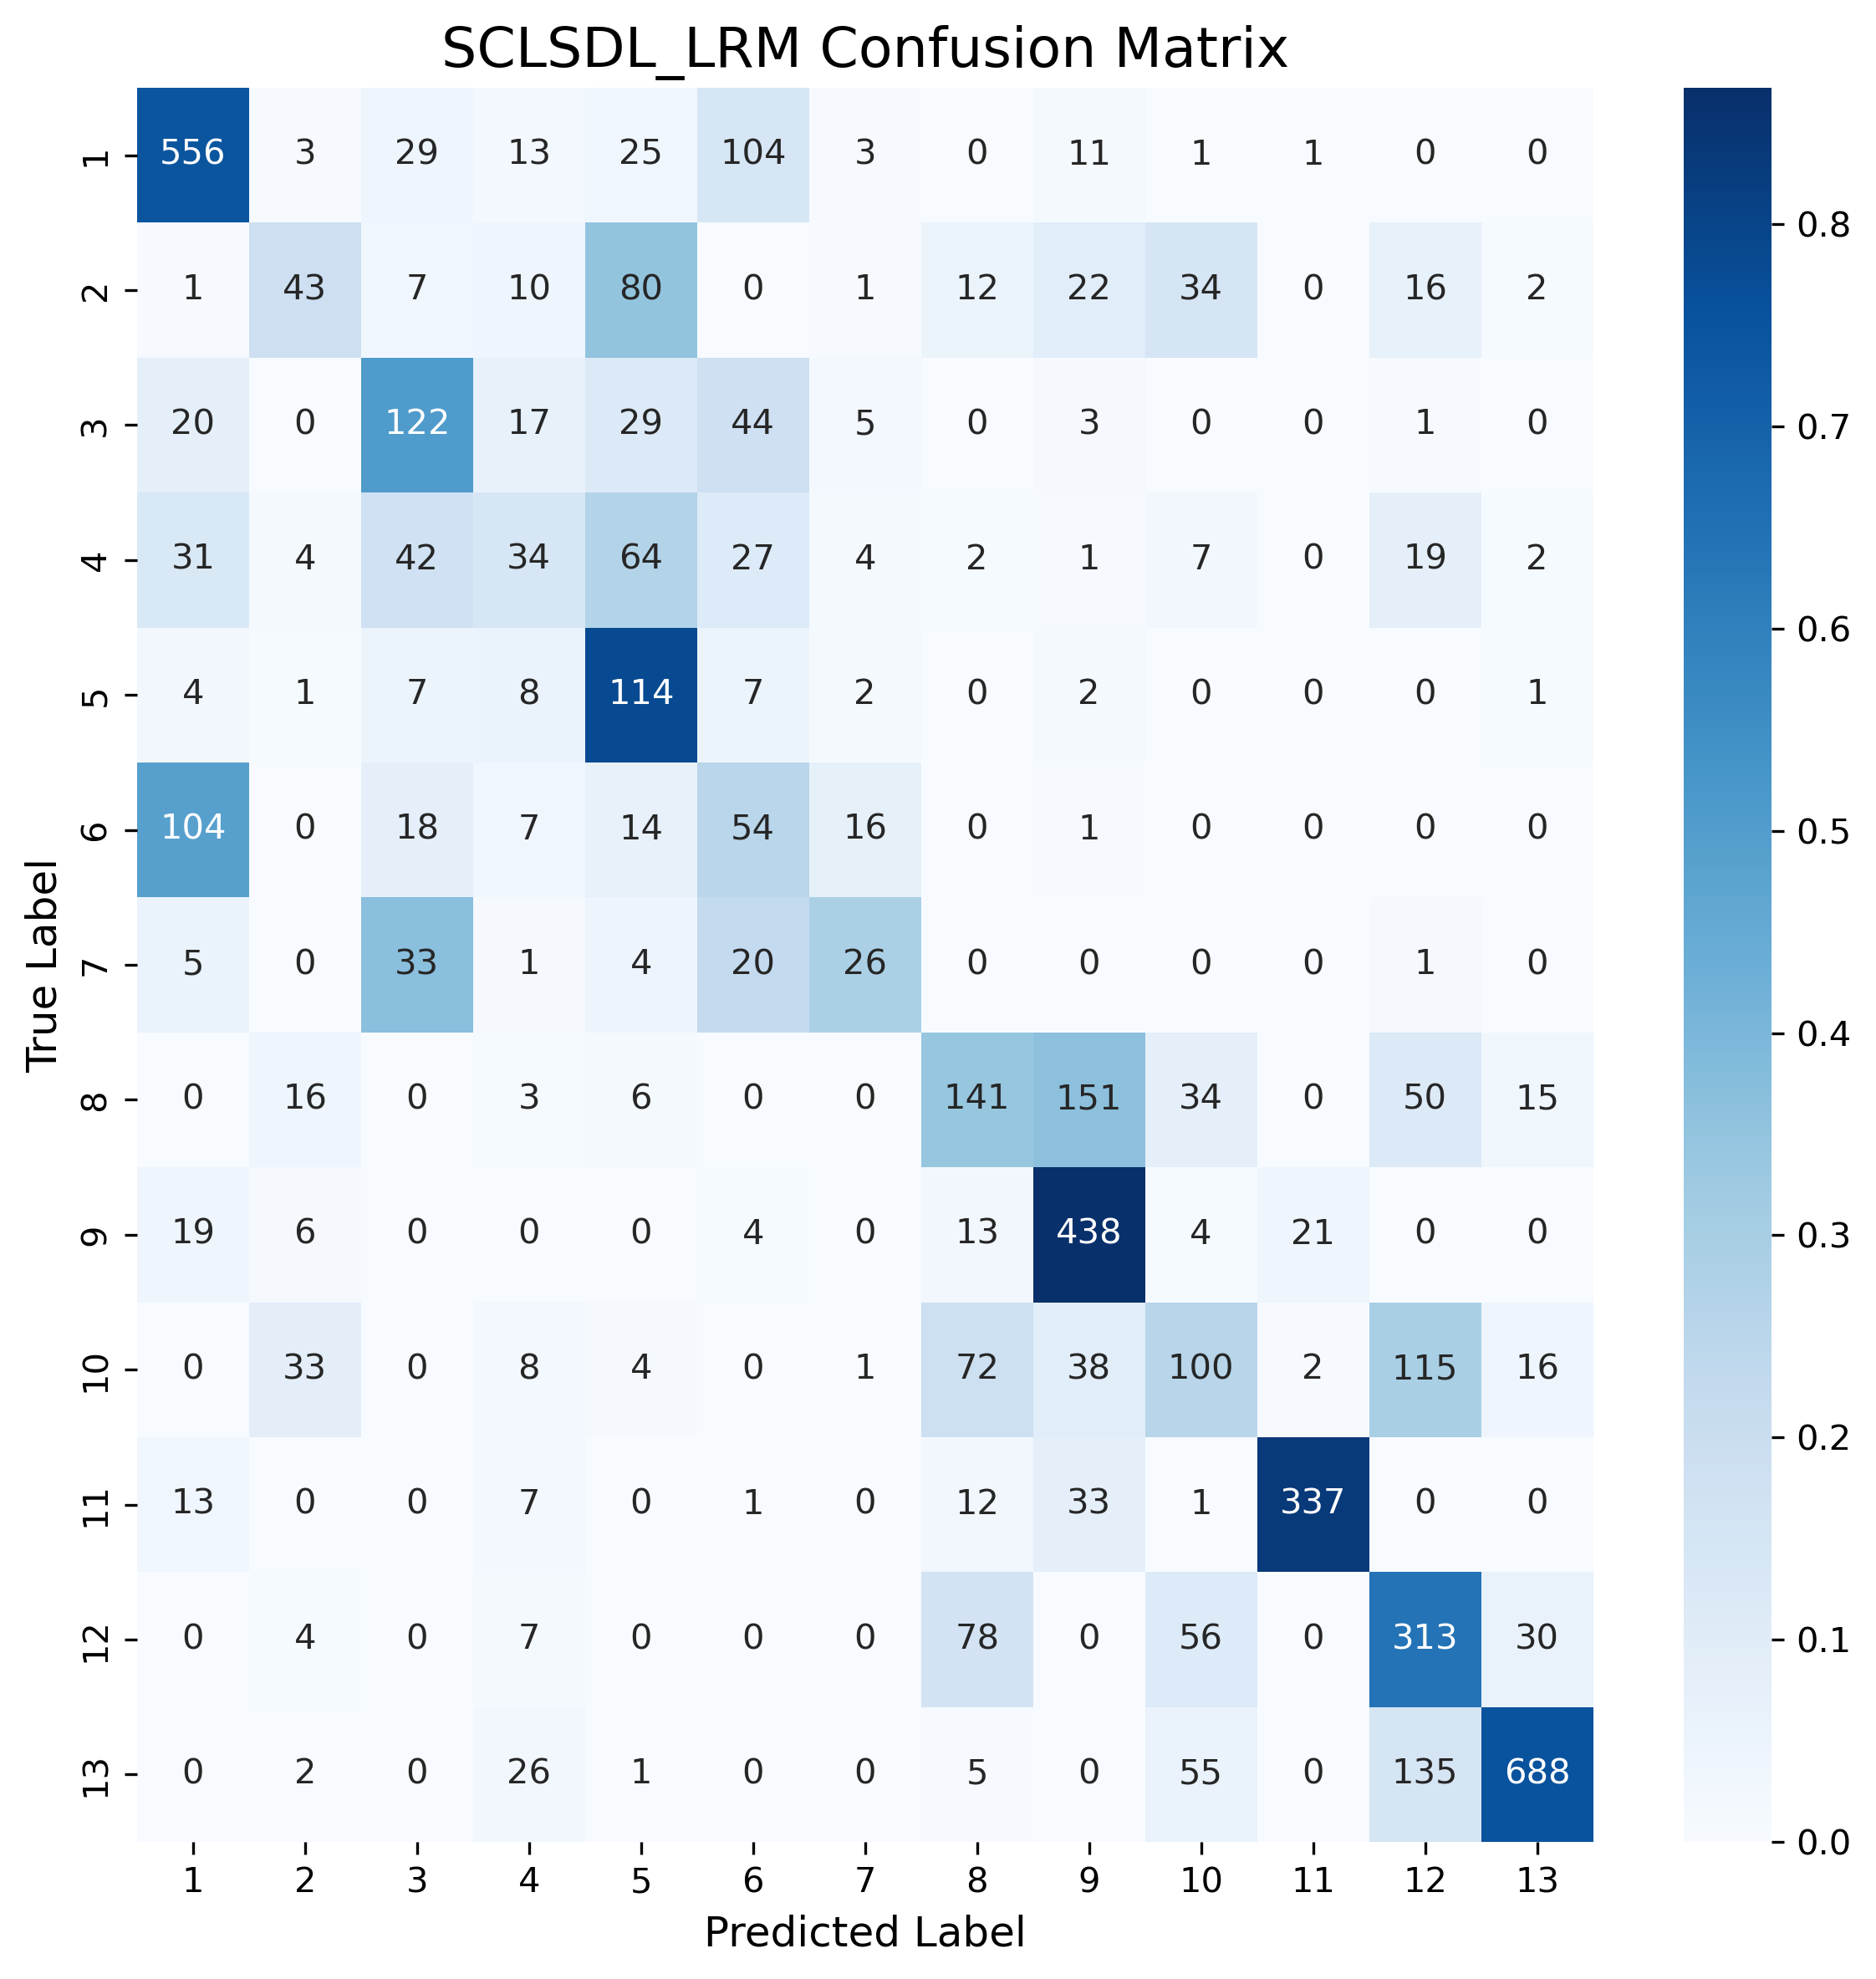 SCLSDL_LRM Confusion Matrix
1 556 3 29 13 25 104 3 0 11 1 1 0 0
2 1 43 7 10 80 0 1 12 22 34 0 16 2
3 20 0 122 17 29 44 5 0 3 0 0 1 0
4 31 4 42 34 64 27 4 2 1 7 0 19 2
5 4 1 7 8 114 7 2 0 2 0 0 0 1
6 104 0 18 7 14 54 16 0 1 0 0 0 0
7 5 0 33 1 4 20 26 0 0 0 0 1 0
8 0 16 0 3 6 0 0 141 151 34 0 50 15
9 19 6 0 0 0 4 0 13 438 4 21 0 0
10 0 33 0 8 4 0 1 72 38 100 2 115 16
11 13 0 0 7 0 1 0 12 33 1 337 0 0
12 0 4 0 7 0 0 0 78 0 56 0 313 30
13 0 2 0 26 1 0 0 5 0 55 0 135 688
1 2 3 4 5 6 7 8 9 10 11 12 13
Predicted Label
True Label
0.8
0.7
0.6
0.5
0.4
0.3
0.2
0.1
0.0